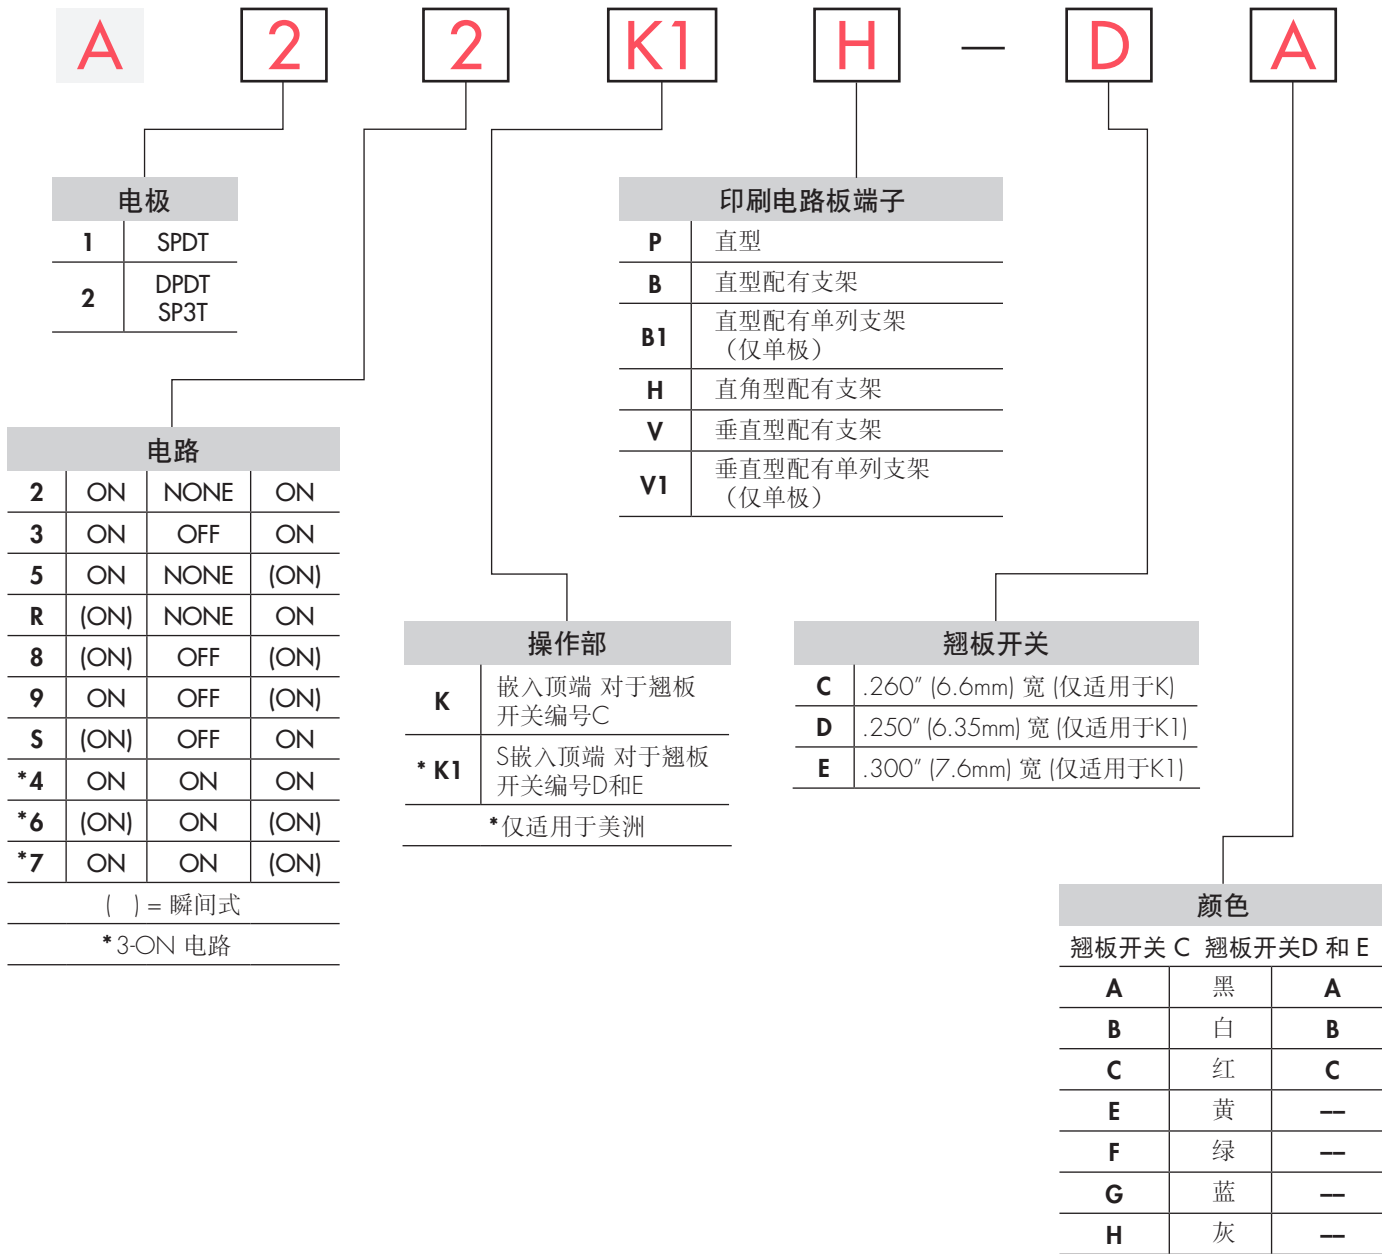 A 2 2 K1 H — D A
电极
1 SPDT
2 DPDT
SP3T
印刷电路板端子
P 直型
B 直型配有支架
B1 直型配有单列支架
（仅单极）
H 直角型配有支架
V 垂直型配有支架
V1 垂直型配有单列支架
（仅单极）
电路
2 ON NONE ON
3 ON OFF ON
5 ON NONE (ON)
R (ON) NONE ON
8 (ON) OFF (ON)
9 ON OFF (ON)
S (ON) OFF ON
*4 ON ON ON
*6 (ON) ON (ON)
*7 ON ON (ON)
( ) = 瞬间式
*3-ON 电路
操作部
K 嵌入顶端 对于翘板
开关编号C
* K1 S嵌入顶端 对于翘板
开关编号D和E
*仅适用于美洲
翘板开关
C .260" (6.6mm) 宽 (仅适用于K)
D .250" (6.35mm) 宽 (仅适用于K1)
E .300" (7.6mm) 宽 (仅适用于K1)
颜色
翘板开关 C 翘板开关D 和 E
A 黑 A
B 白 B
C 红 C
E 黄 --
F 绿 --
G 蓝 --
H 灰 --